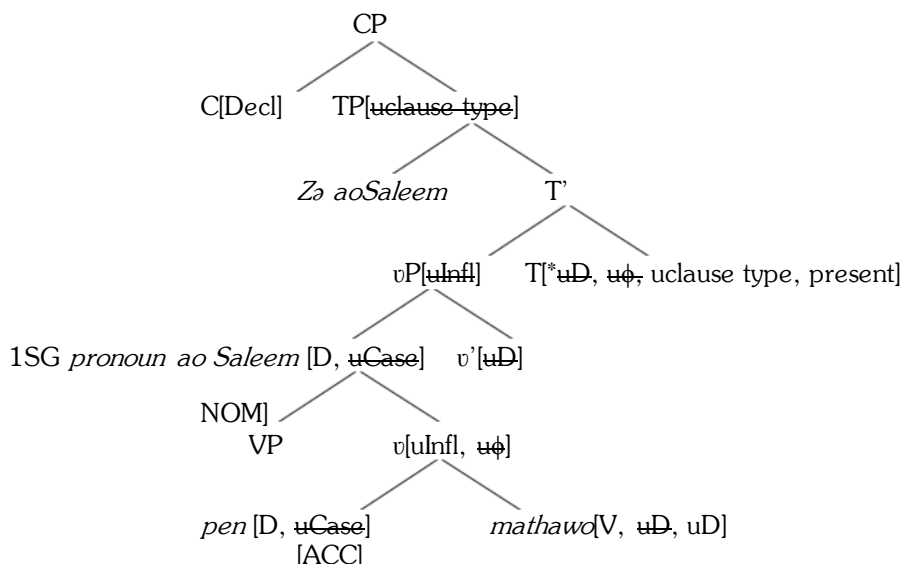 CP
C[Decl] TP[uclause type]
Zə aoSaleem T’
vP[uInfl] T[*uD, uϕ, uclause type, present]
1SG pronoun ao Saleem [D, uCase] v’[uD]
NOM]
VP v[uInfl, uϕ]
pen [D, uCase] mathawo[V, uD, uD]
[ACC]